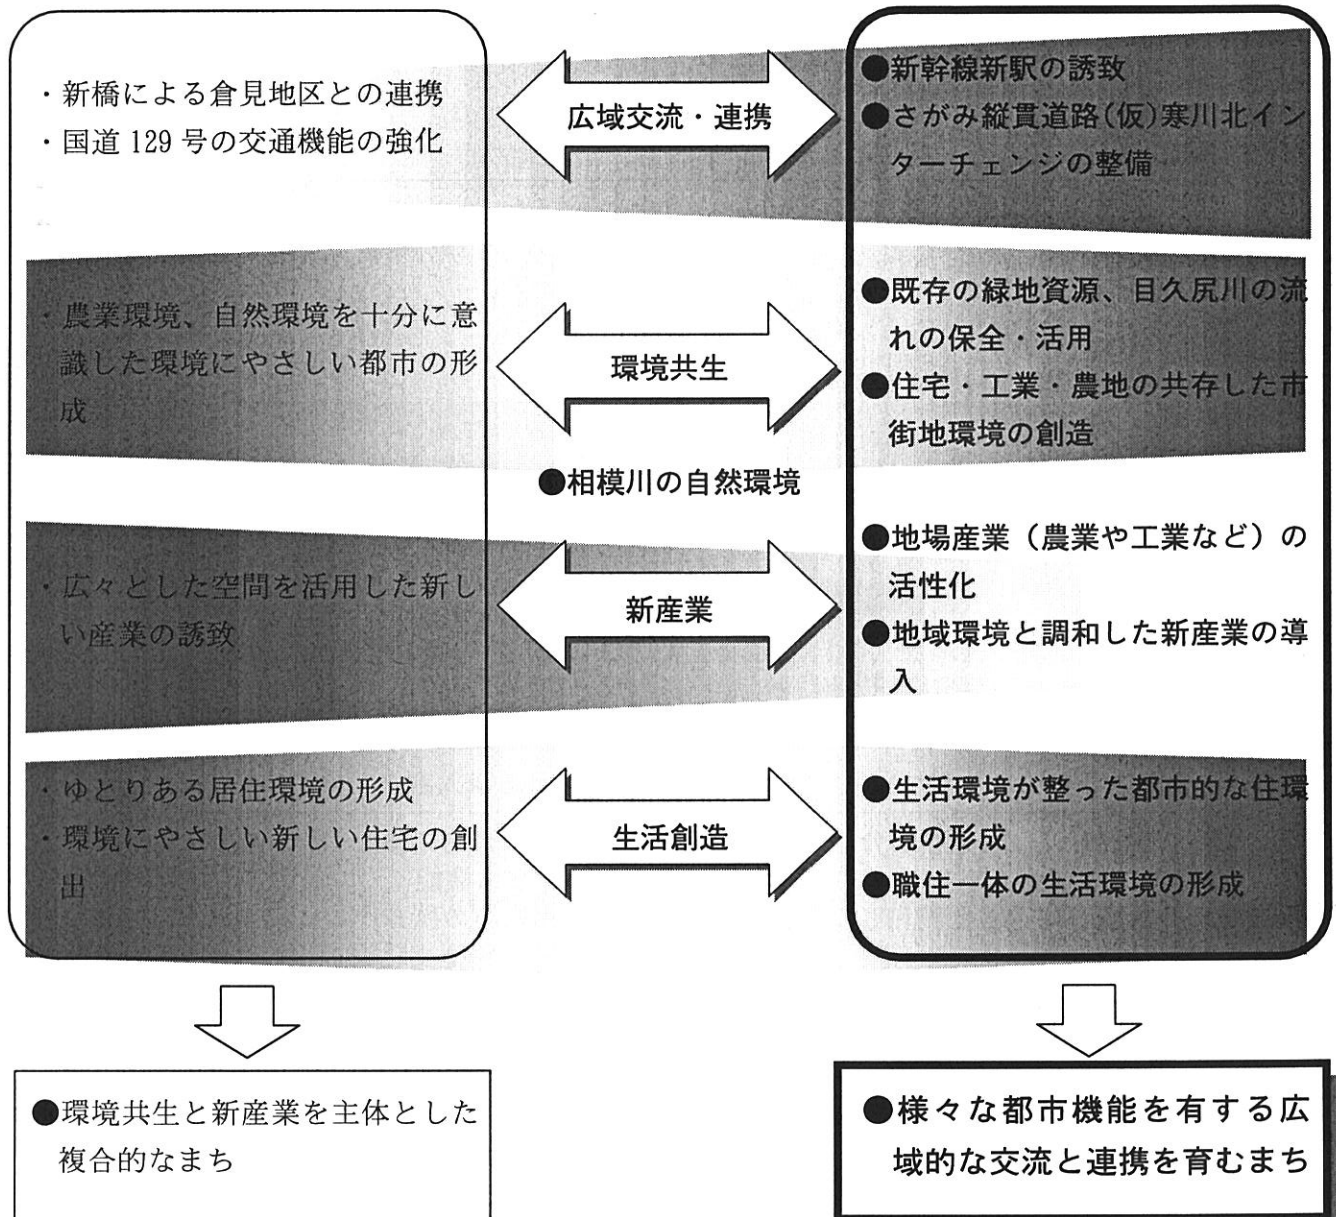 ・新橋による倉見地区との連携
・国道 129 号の交通機能の強化
広域交流・連携
●新幹線新駅の誘致
●さがみ縦貫道路(仮)寒川北イン
ターチェンジの整備
・農業環境、自然環境を十分に意
識した環境にやさしい都市の形
成
環境共生
●既存の緑地資源、目久尻川の流
れの保全・活用
●住宅・工業・農地の共存した市
街地環境の創造
●相模川の自然環境
・広々とした空間を活用した新し
い産業の誘致
新産業
●地場産業（農業や工業など）の
活性化
●地域環境と調和した新産業の導
入
・ゆとりある居住環境の形成
・環境にやさしい新しい住宅の創
出
生活創造
●生活環境が整った都市的な住環
境の形成
●職住一体の生活環境の形成
●環境共生と新産業を主体とした
複合的なまち
●様々な都市機能を有する広
域的な交流と連携を育むまち